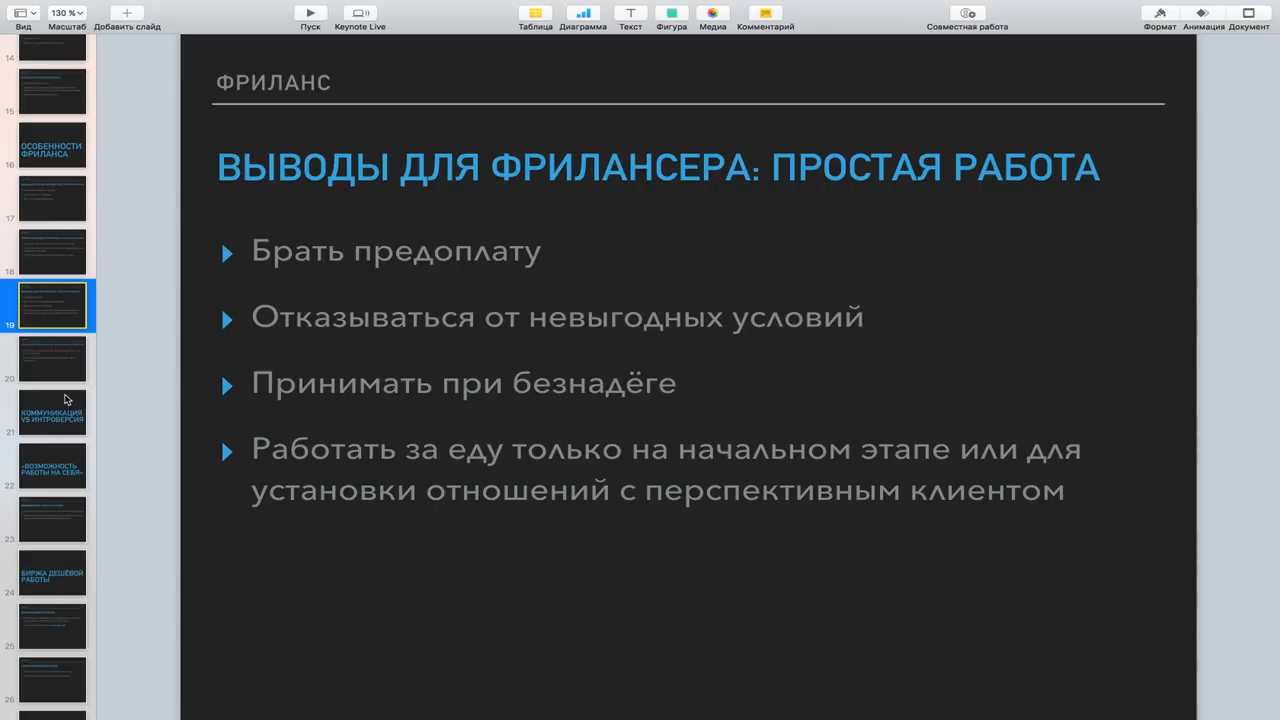 130 %
Вид
Масштаб
Добавить слайд
Пуск
Keynote Live
Таблица
Диаграмма
Текст
Фигура
Медиа
Комментарий
Совместная работа
Формат
Анимация
Документ
14
15
ОСОБЕННОСТИ
ФРИЛАНСА
16
17
18
19
20
КОММУНИКАЦИЯ
VS ИНТРОВЕРСИЯ
21
«ВОЗМОЖНОСТЬ
РАБОТЫ НА СЕБЯ»
22
23
БИРЖА ДЕШЁВОЙ
РАБОТЫ
24
25
26
ФРИЛАНС
ВЫВОДЫ ДЛЯ ФРИЛАНСЕРА: ПРОСТАЯ РАБОТА
Брать предоплату
Отказываться от невыгодных условий
Принимать при безнадёге
Работать за еду только на начальном этапе или для
установки отношений с перспективным клиентом